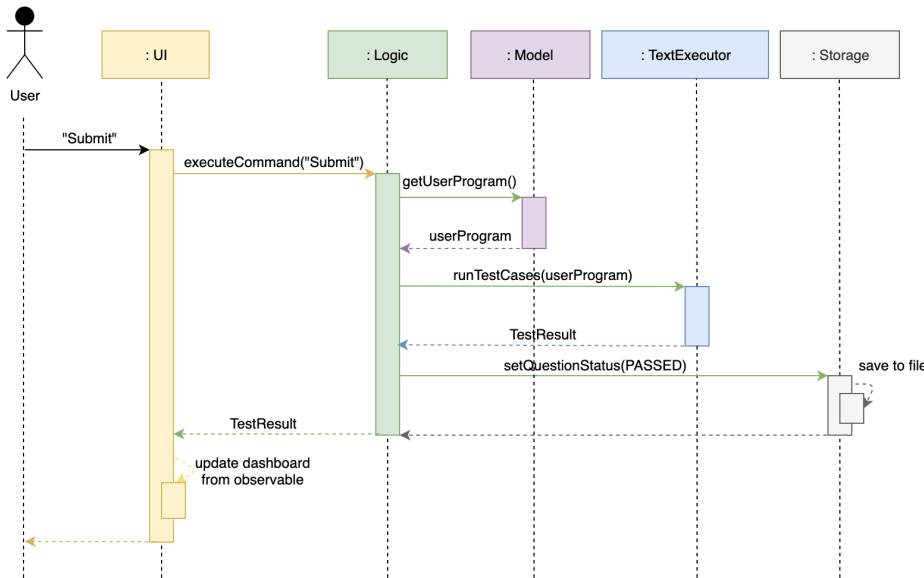 : UI
: Logic
: Model
: TextExecutor
: Storage
User
"Submit"
executeCommand("Submit")
getUserProgram()
userProgram
runTestCases(userProgram)
TestResult
setQuestionStatus(PASSED)
save to file
TestResult
update dashboard
from observable